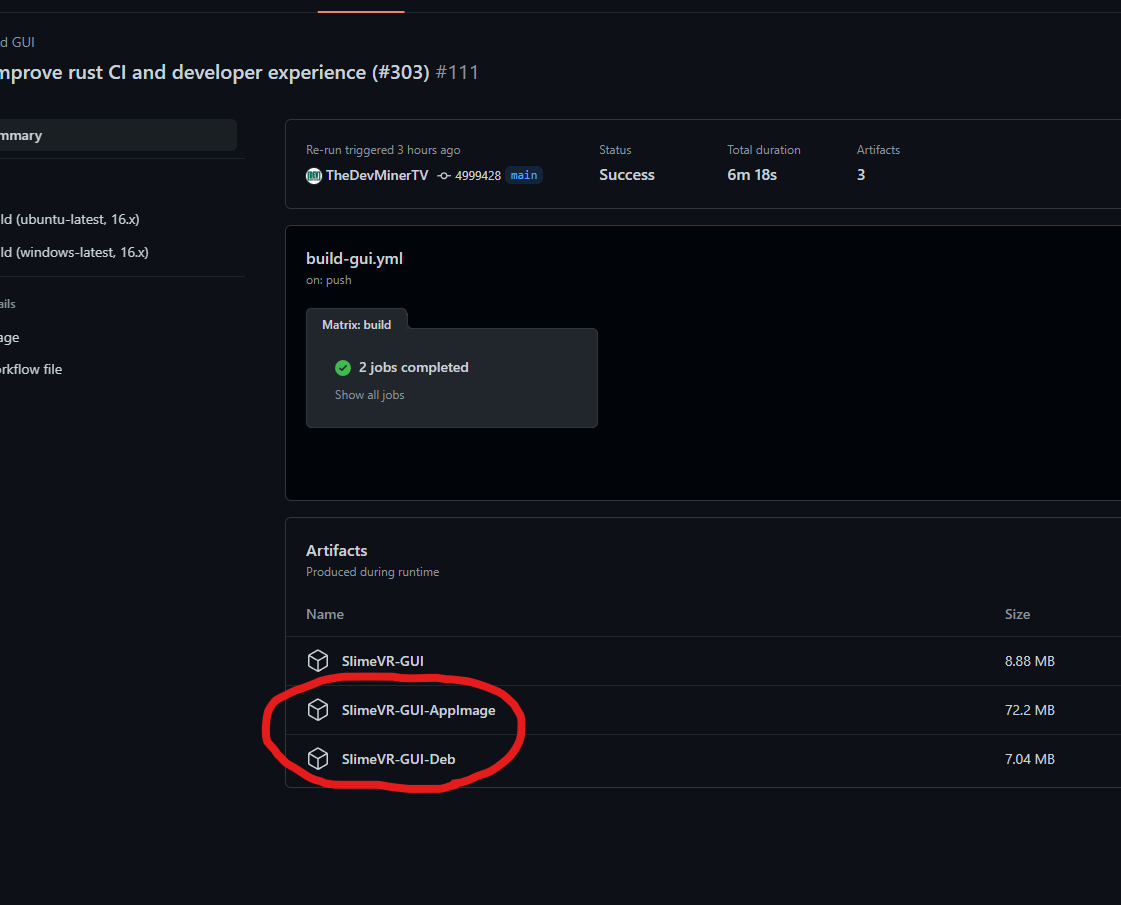 d GUI
mprove rust CI and developer experience (#303) #111
mmary
ld (ubuntu-latest, 16.x)
ld (windows-latest, 16.x)
ails
age
orkflow file
Re-run triggered 3 hours ago
TheDevMinerTV 4999428 main
Status
Success
Total duration
6m 18s
Artifacts
3
build-gui.yml
on: push
Matrix: build
2 jobs completed
Show all jobs
Artifacts
Produced during runtime
Name Size
SlimeVR-GUI 8.88 MB
SlimeVR-GUI-AppImage 72.2 MB
SlimeVR-GUI-Deb 7.04 MB